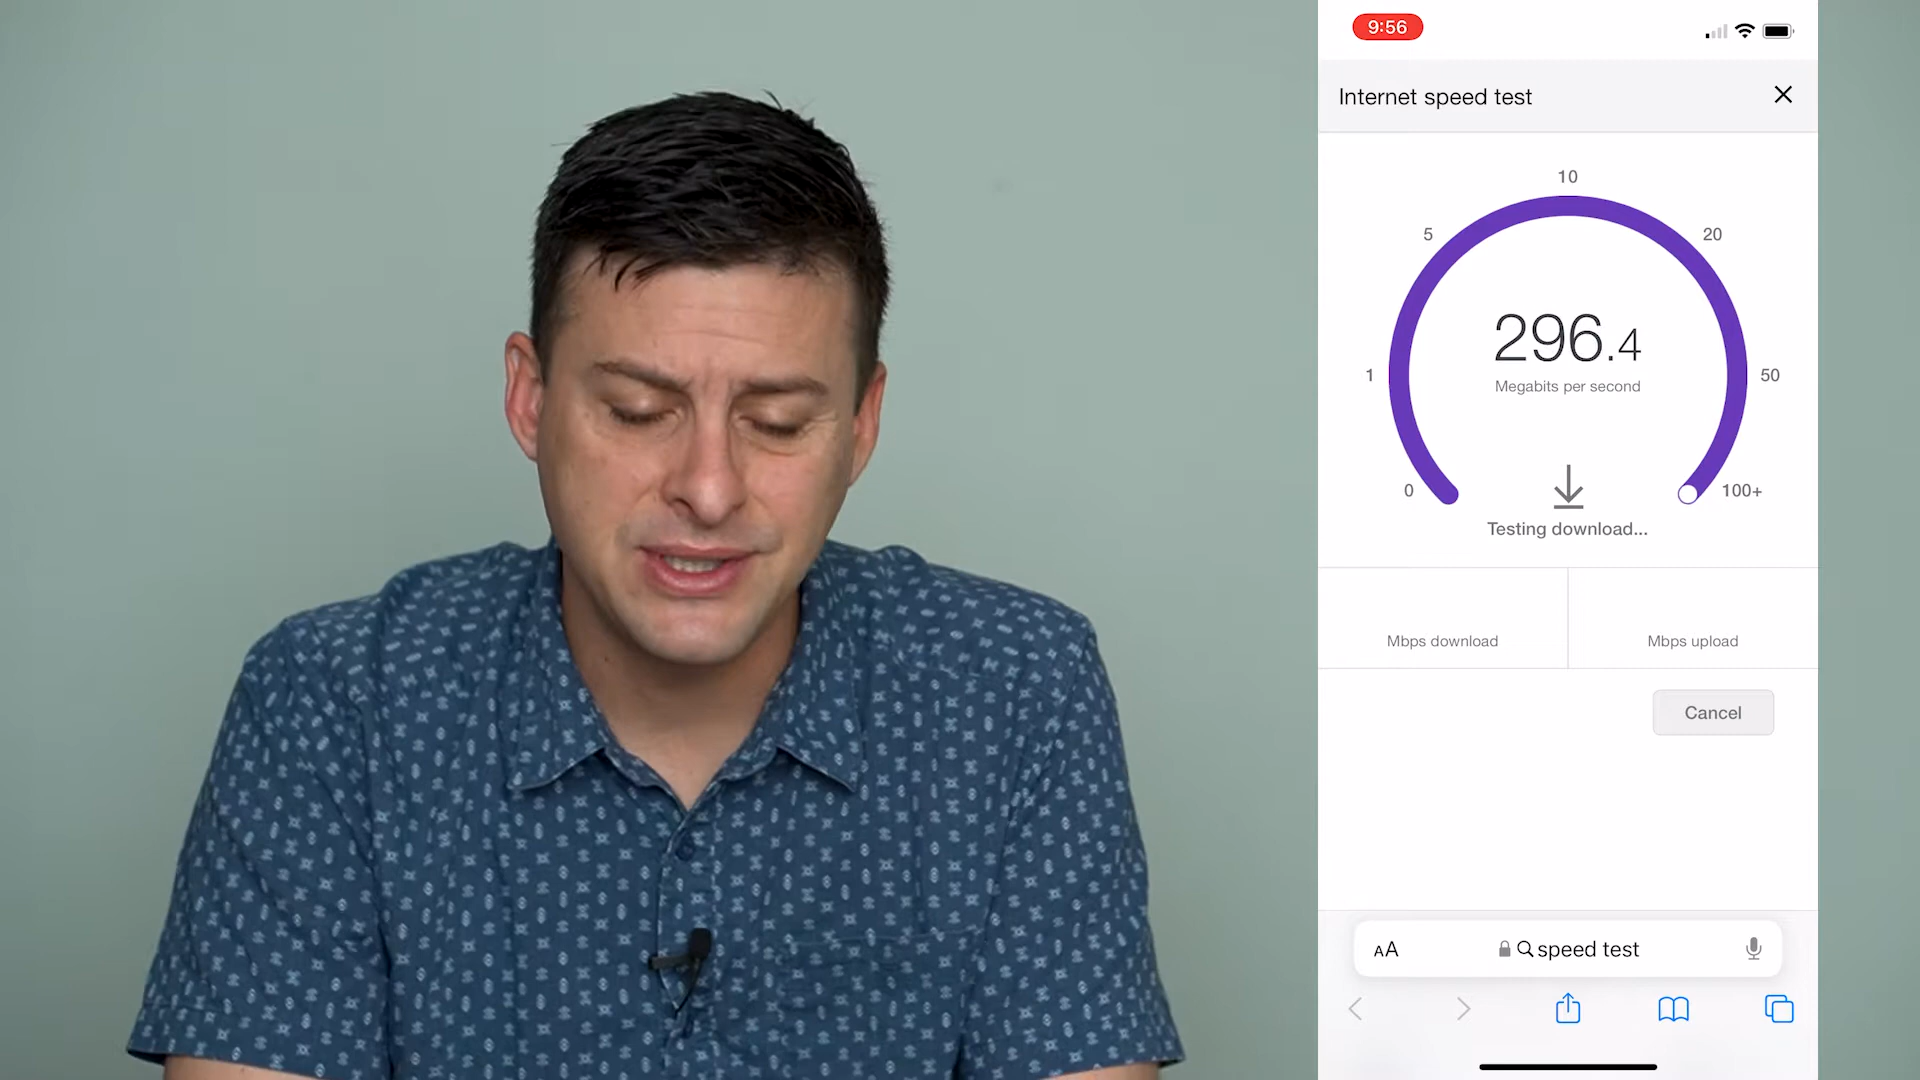 9:56
Internet speed test
10
5
20
296.4
Megabits per second
1
50
0
100+
Testing download...
Mbps download
Mbps upload
Cancel
AA
speed test